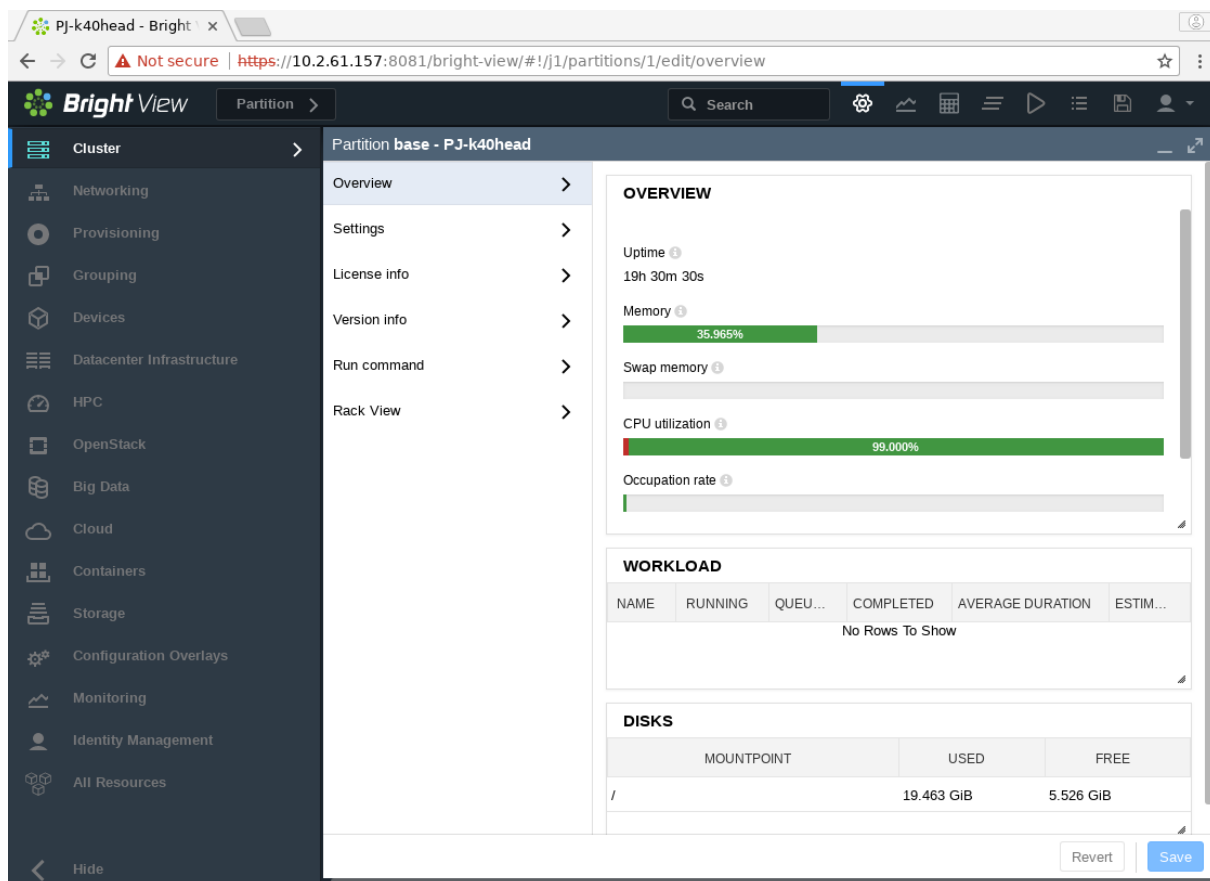 PJ-k40head - Bright
Not secure | https://10.2.61.157:8081/bright-view/#!/j1/partitions/1/edit/overview
Bright View
Partition
Search
Cluster
Networking
Provisioning
Grouping
Devices
Datacenter Infrastructure
HPC
OpenStack
Big Data
Cloud
Containers
Storage
Configuration Overlays
Monitoring
Identity Management
All Resources
Hide
Partition base - PJ-k40head
Overview
Settings
License info
Version info
Run command
Rack View
OVERVIEW
Uptime
19h 30m 30s
Memory
35.965%
Swap memory
CPU utilization
99.000%
Occupation rate
WORKLOAD
NAME RUNNING QUEU... COMPLETED AVERAGE DURATION ESTIM...
No Rows To Show
DISKS
MOUNTPOINT USED FREE
/ 19.463 GiB 5.526 GiB
Revert Save